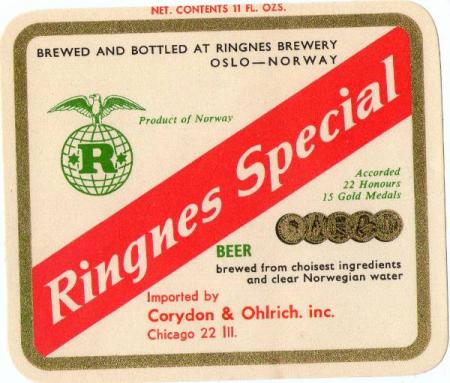 NET. CONTENTS 11 FL. OZS.
BREWED AND BOTTLED AT RINGNES BREWERY
OSLO—NORWAY
Product of Norway
*R*
Ringnes Special
Accorded
22 Honours
15 Gold Medals
BEER
brewed from choisest ingredients
and clear Norwegian water
Imported by
Corydon & Ohlrich. inc.
Chicago 22 Ill.